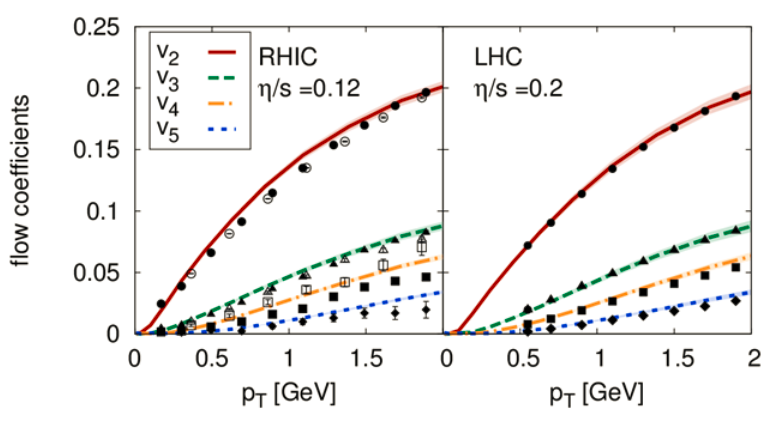 0.25
0.2
0.15
0.1
0.05
0
flow coefficients
v2
v3
v4
v5
RHIC
η/s =0.12
LHC
η/s =0.2
0 0.5 1 1.5 0 0.5 1 1.5 2
pT [GeV] pT [GeV]